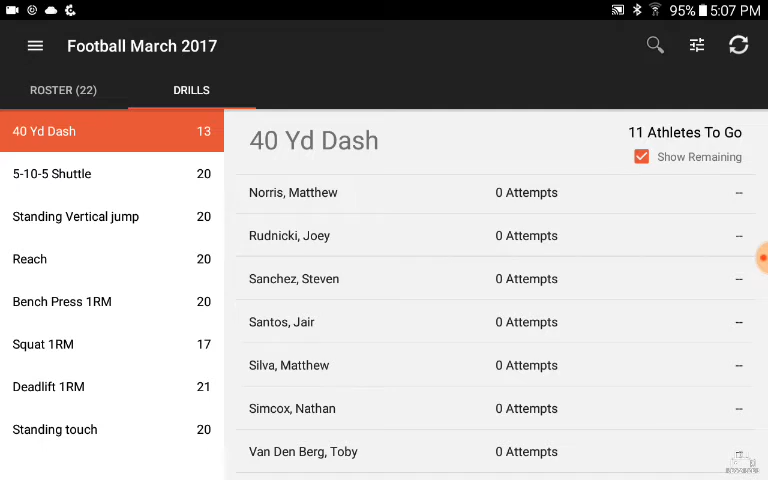 95% 5:07 PM
Football March 2017
ROSTER (22) DRILLS
40 Yd Dash 13
5-10-5 Shuttle 20
Standing Vertical jump 20
Reach 20
Bench Press 1RM 20
Squat 1RM 17
Deadlift 1RM 21
Standing touch 20
40 Yd Dash
11 Athletes To Go
Show Remaining
Norris, Matthew 0 Attempts --
Rudnicki, Joey 0 Attempts --
Sanchez, Steven 0 Attempts --
Santos, Jair 0 Attempts --
Silva, Matthew 0 Attempts --
Simcox, Nathan 0 Attempts --
Van Den Berg, Toby 0 Attempts